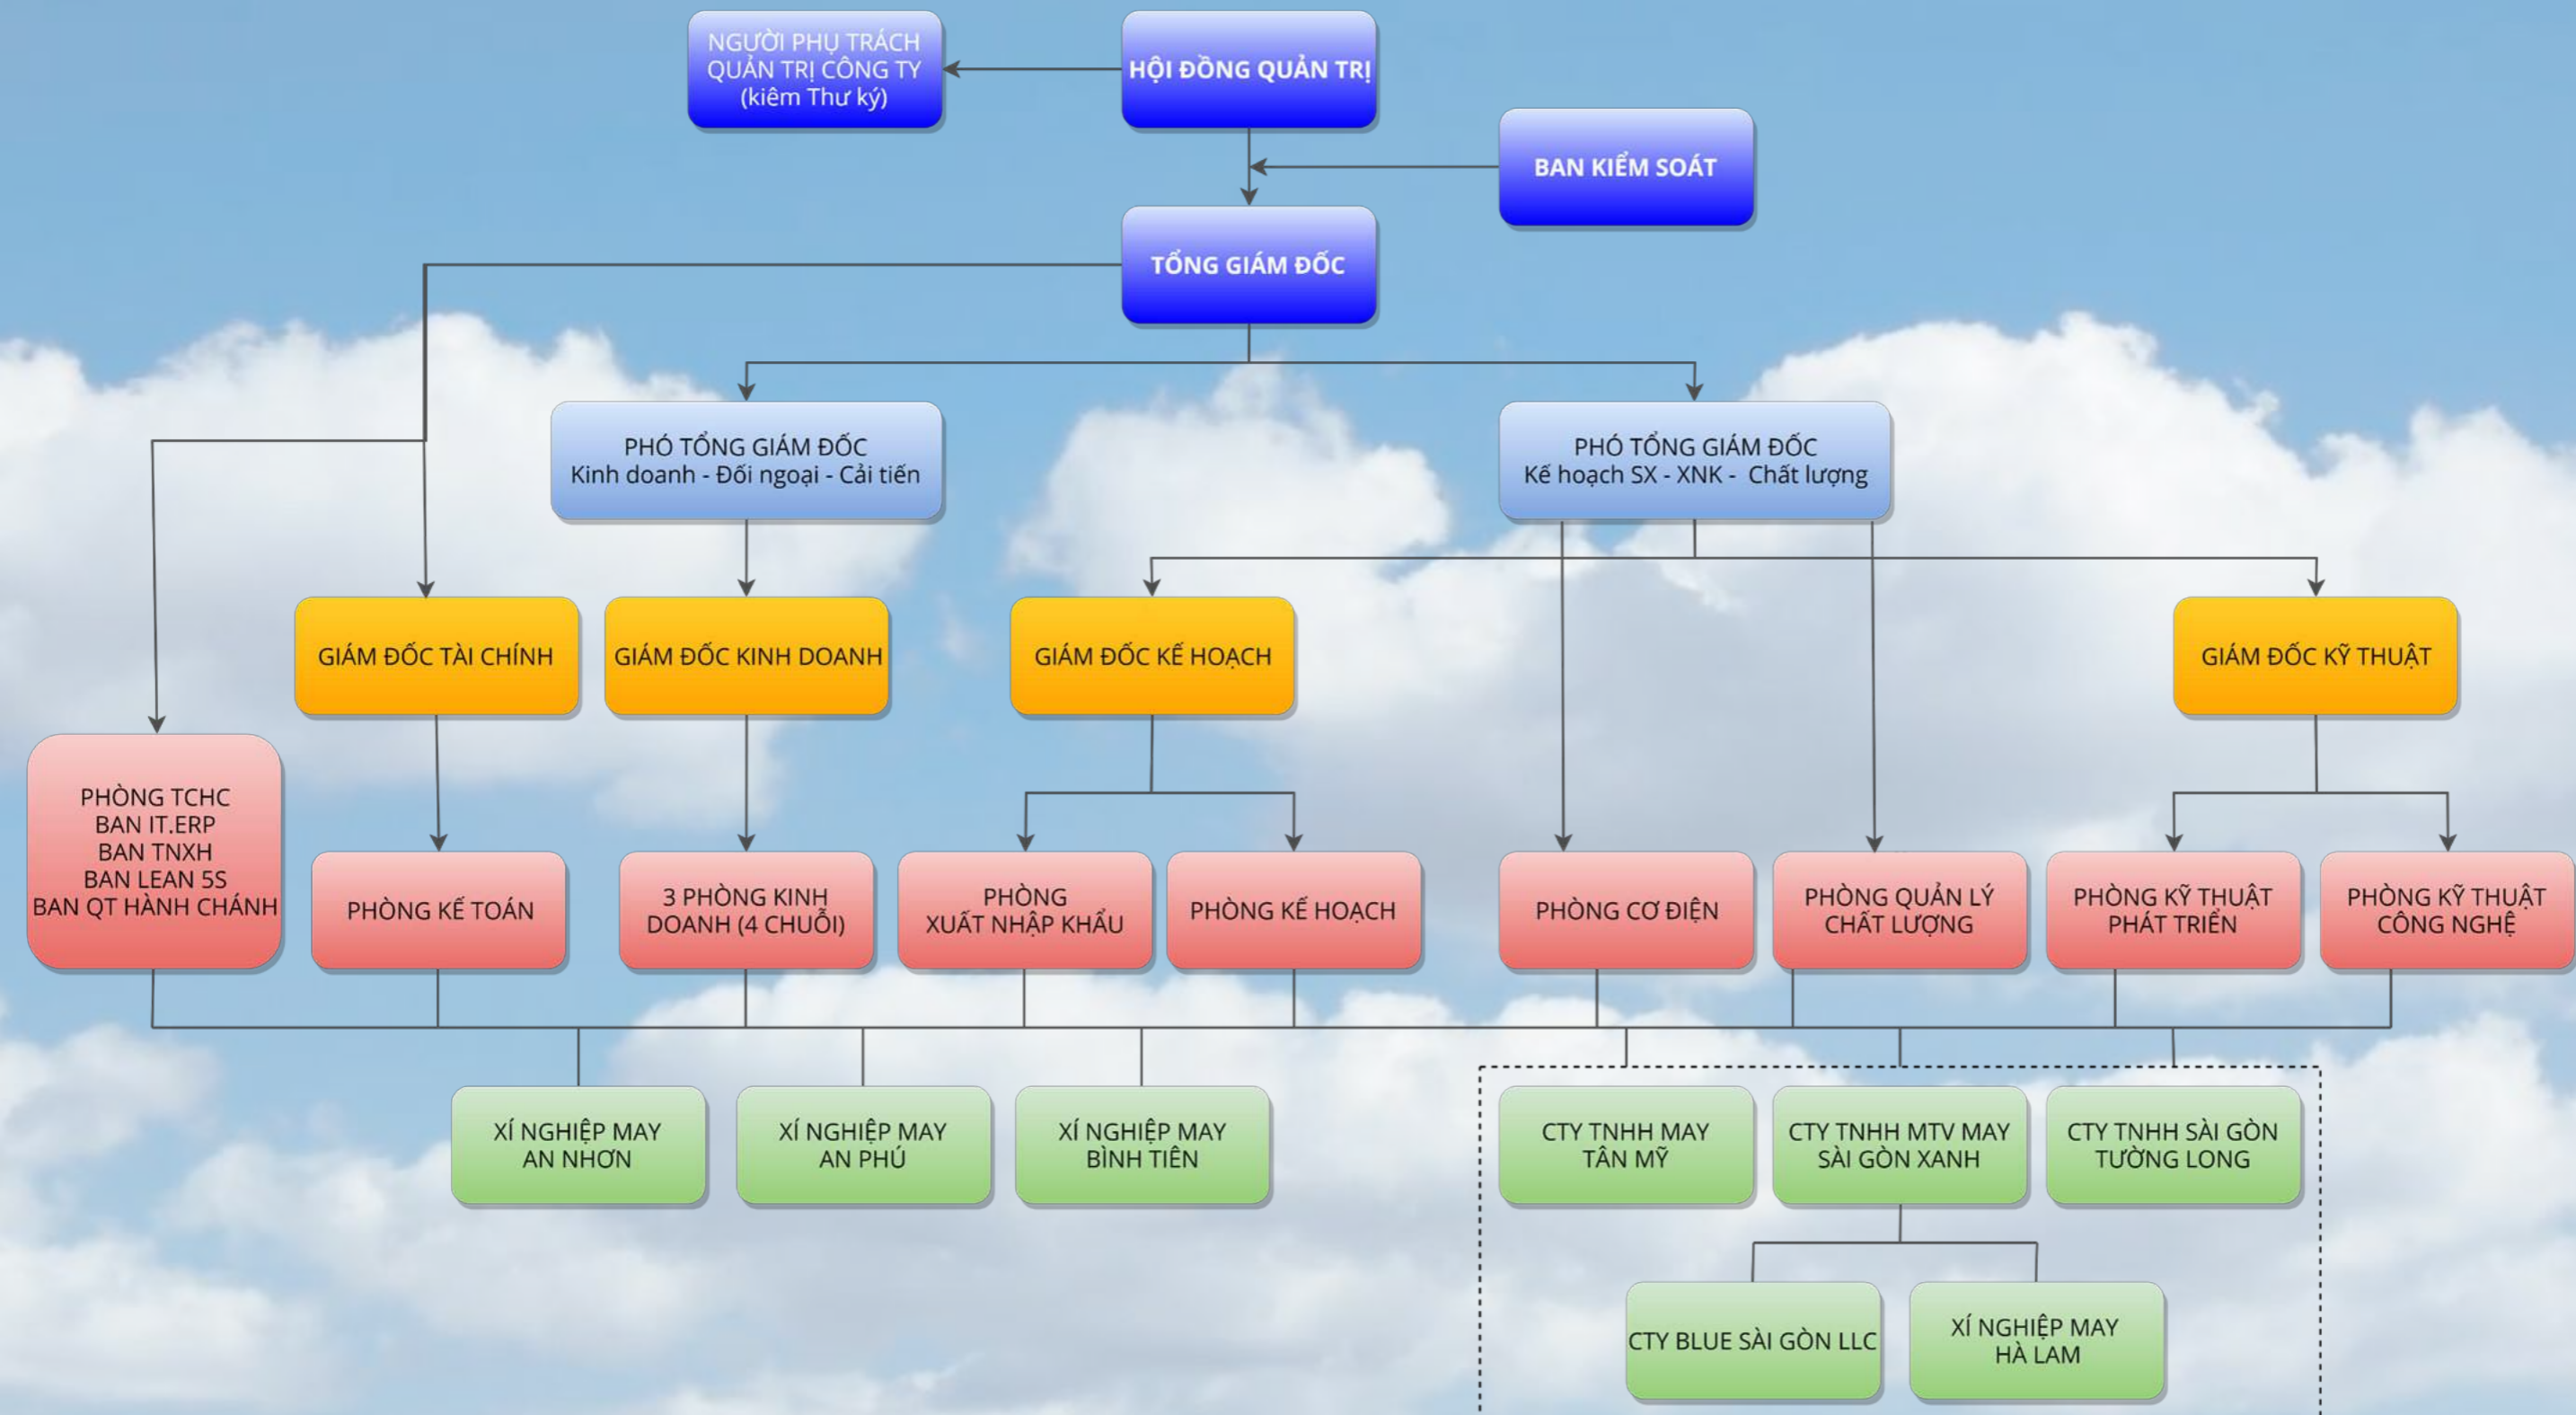 NGƯỜI PHỤ TRÁCH
QUẢN TRỊ CÔNG TY
(kiêm Thư ký)
HỘI ĐỒNG QUẢN TRỊ
BAN KIỂM SOÁT
TỔNG GIÁM ĐỐC
PHÓ TỔNG GIÁM ĐỐC
Kinh doanh - Đối ngoại - Cải tiến
PHÓ TỔNG GIÁM ĐỐC
Kế hoạch SX - XNK - Chất lượng
GIÁM ĐỐC TÀI CHÍNH
GIÁM ĐỐC KINH DOANH
GIÁM ĐỐC KẾ HOẠCH
GIÁM ĐỐC KỸ THUẬT
PHÒNG TCHC
BAN IT.ERP
BAN TNXH
BAN LEAN 5S
BAN QT HÀNH CHÁNH
PHÒNG KẾ TOÁN
3 PHÒNG KINH
DOANH (4 CHUỖI)
PHÒNG
XUẤT NHẬP KHẨU
PHÒNG KẾ HOẠCH
PHÒNG CƠ ĐIỆN
PHÒNG QUẢN LÝ
CHẤT LƯỢNG
PHÒNG KỸ THUẬT
PHÁT TRIỂN
PHÒNG KỸ THUẬT
CÔNG NGHỆ
XÍ NGHIỆP MAY
AN NHƠN
XÍ NGHIỆP MAY
AN PHÚ
XÍ NGHIỆP MAY
BÌNH TIÊN
CTY TNHH MAY
TÂN MỸ
CTY TNHH MTV MAY
SÀI GÒN XANH
CTY TNHH SÀI GÒN
TƯỜNG LONG
CTY BLUE SÀI GÒN LLC
XÍ NGHIỆP MAY
HÀ LAM